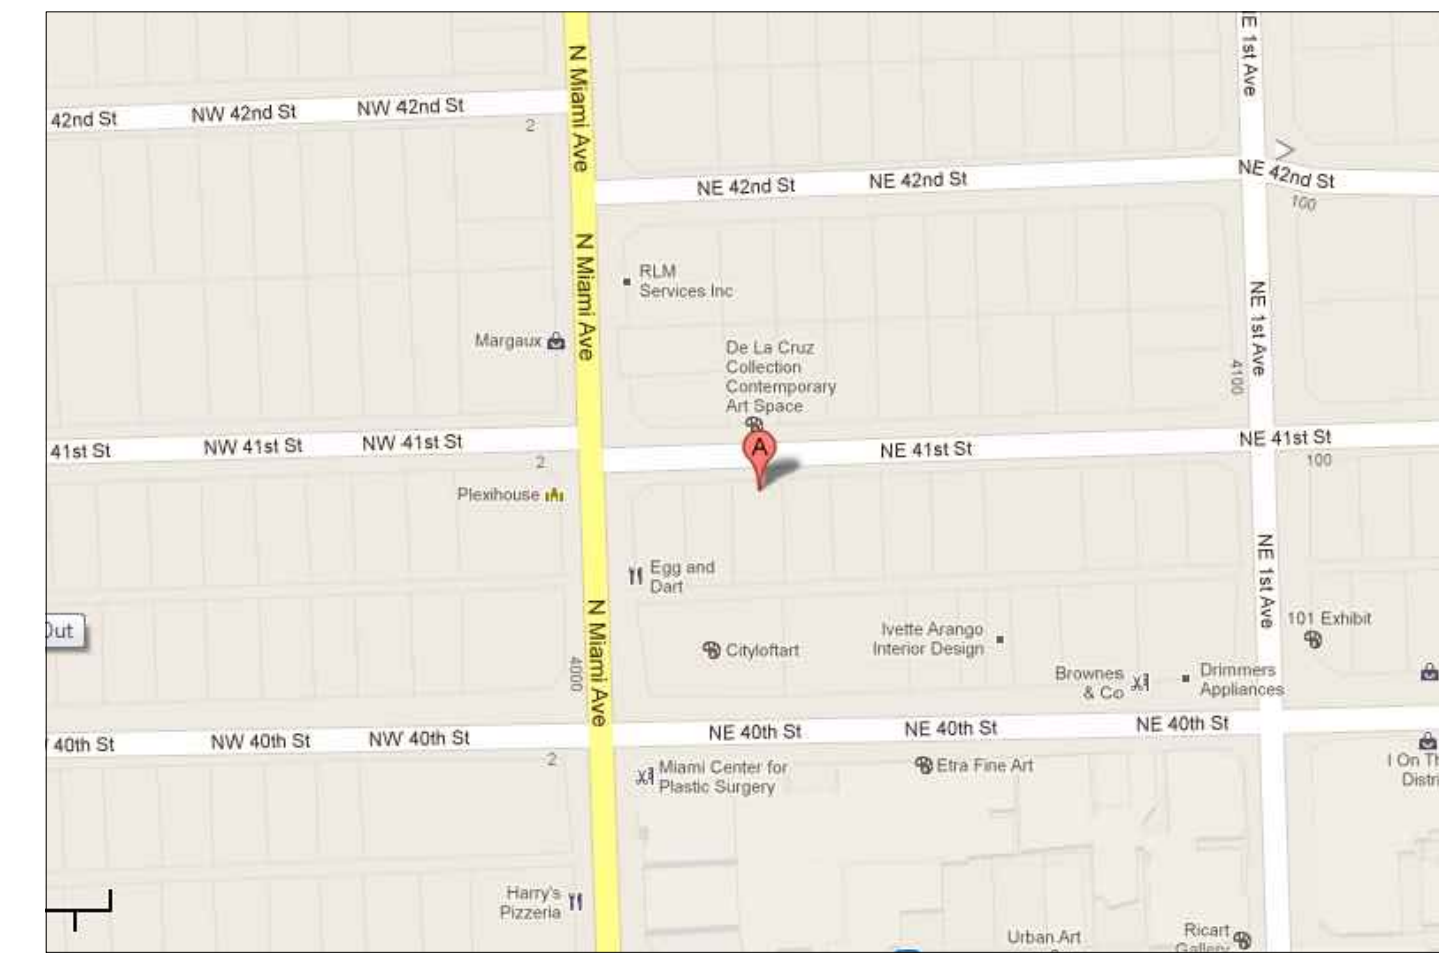 N Miami Ave
NE 1st Ave
42nd St
NW 42nd St
NW 42nd St
2
NE 42nd St
NE 42nd St
NE 42nd St
100
N Miami Ave
RLM
Services Inc
NE 1st Ave
Margaux
De La Cruz
Collection
Contemporary
Art Space
4100
41st St
NW 41st St
NW 41st St
2
A
NE 41st St
NE 41st St
100
Plexihouse
NE 1st Ave
Egg and
Dart
N Miami Ave
Out
4000
Cityloftart
Ivette Arango
Interior Design
101 Exhibit
Brownes
& Co
Drimmers
Appliances
40th St
NW 40th St
NW 40th St
2
NE 40th St
NE 40th St
NE 40th St
Miami Center for
Plastic Surgery
Etra Fine Art
I On Th
Distri
Harry's
Pizzeria
Urban Art
Ricart
Gallery